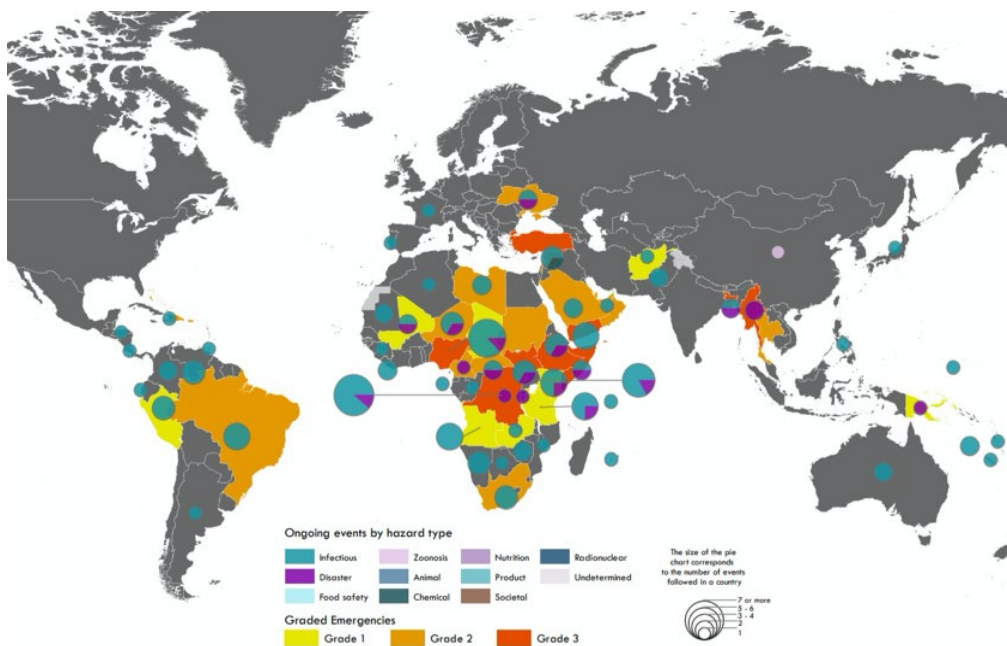 Ongoing events by hazard type
Infectious
Zoonosis
Nutrition
Radionuclear
Disaster
Animal
Product
Undetermined
Food safety
Chemical
Societal
Graded Emergencies
Grade 1
Grade 2
Grade 3
The size of the pie
chart corresponds
to the number of events
followed in a country
7 or more
5 - 6
3 - 4
2
1